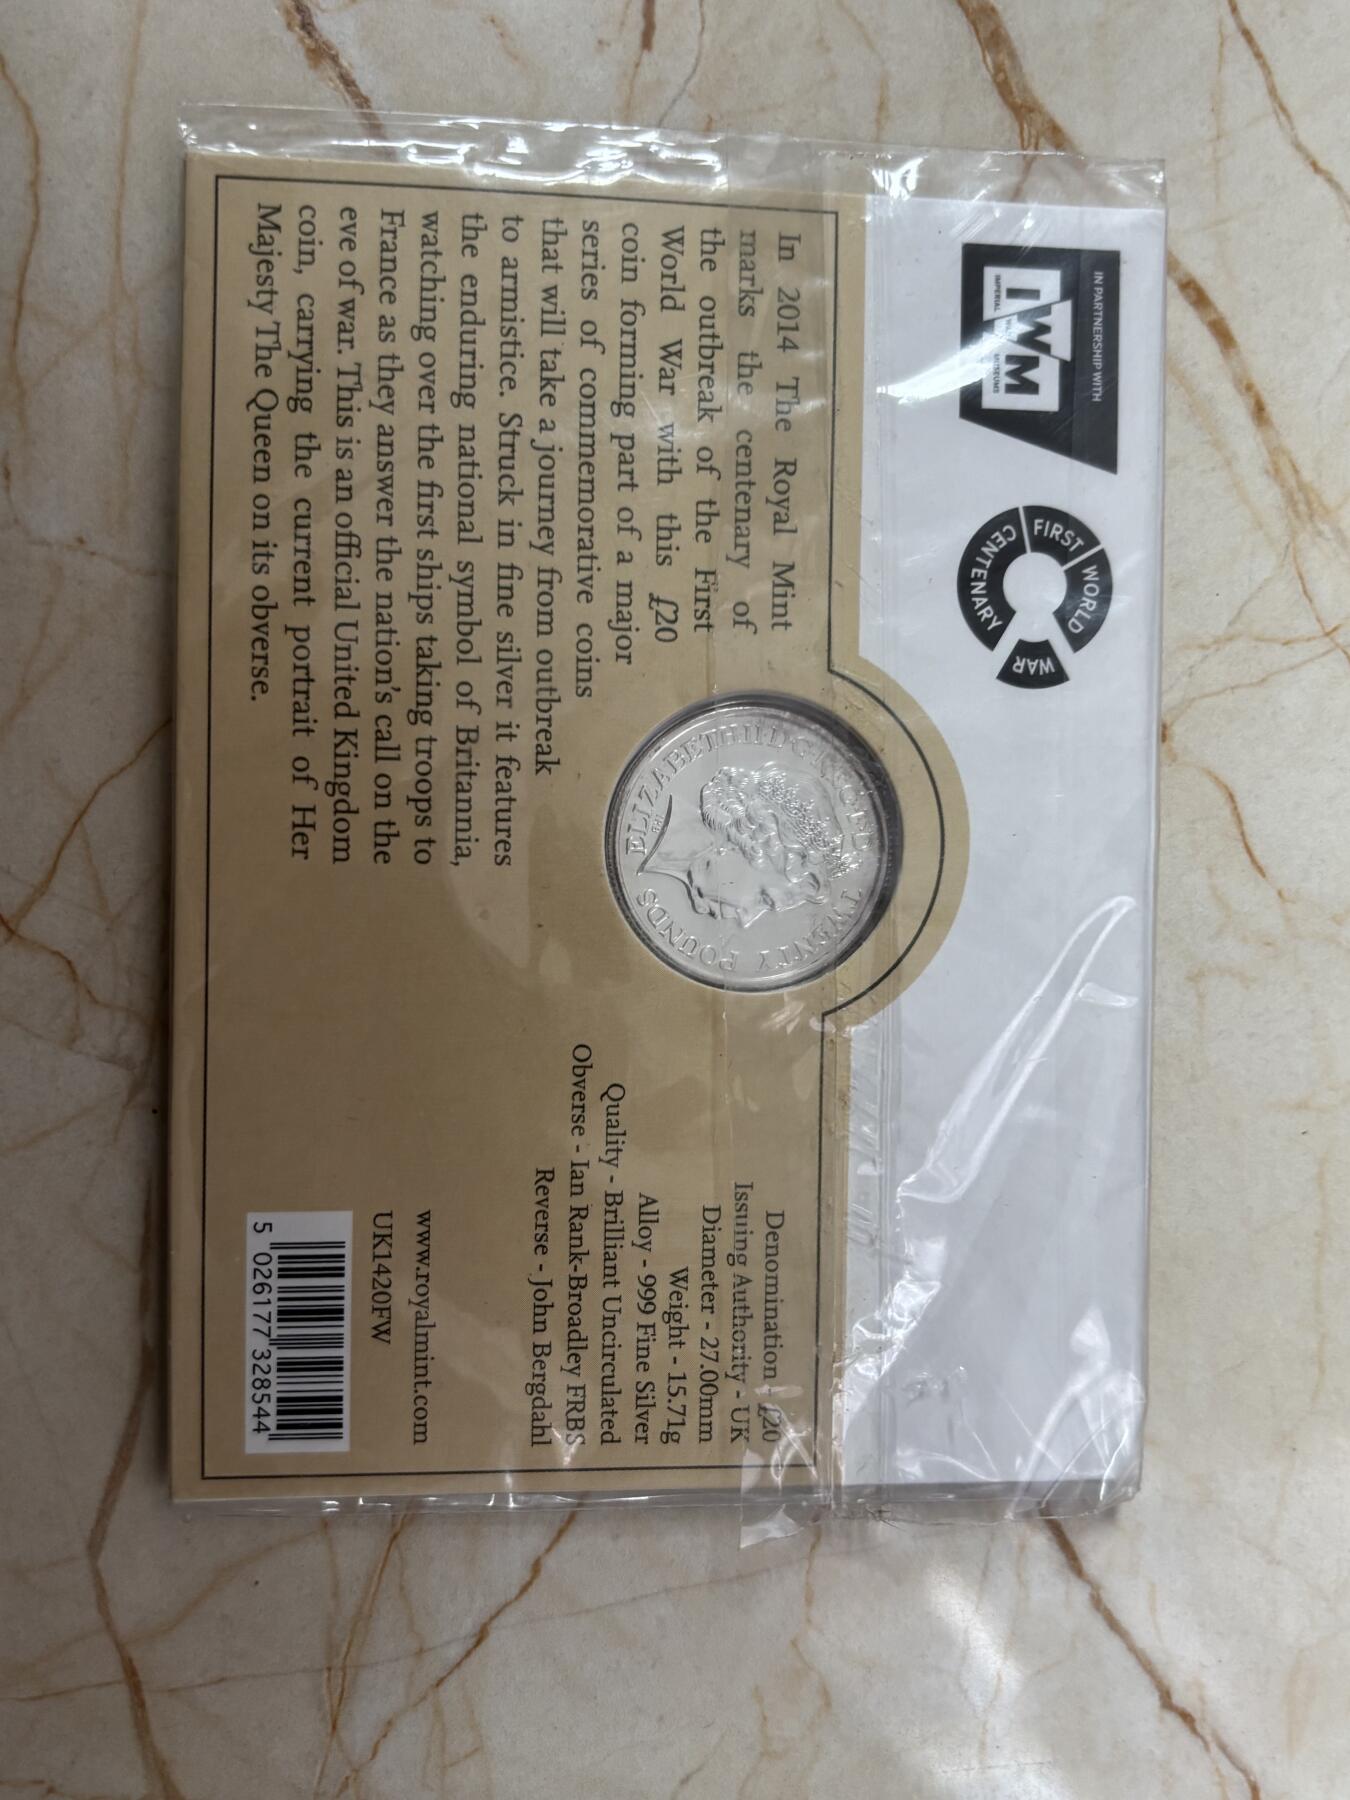 IN PARTNERSHIP WITH
IWM
IMPERIAL WAR MUSEUMS
FIRST WORLD WAR CENTENARY
In 2014 The Royal Mint
marks the centenary of
the outbreak of the First
World War with this £20
coin forming part of a major
series of commemorative coins
that will take a journey from outbreak
to armistice. Struck in fine silver it features
the enduring national symbol of Britannia,
watching over the first ships taking troops to
France as they answer the nation's call on the
eve of war. This is an official United Kingdom
coin, carrying the current portrait of Her
Majesty The Queen on its obverse.
ELIZABETH II D G REG F D TWENTY POUNDS
IRB
Denomination - £20
Issuing Authority - UK
Diameter - 27.00mm
Weight - 15.71g
Alloy - 999 Fine Silver
Quality - Brilliant Uncirculated
Obverse - Ian Rank-Broadley FRBS
Reverse - John Bergdahl
www.royalmint.com
UK1420FW
5 026177 328544